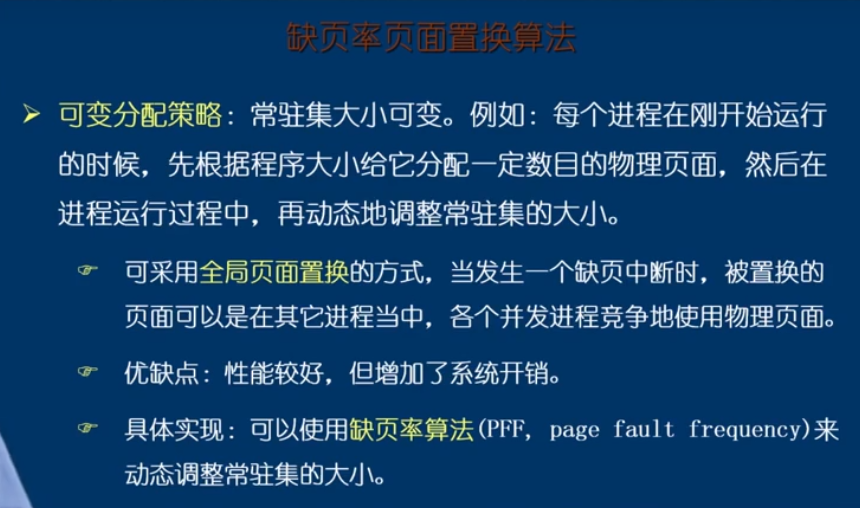 缺页率页面置换算法
可变分配策略：常驻集大小可变。例如：每个进程在刚开始运行
的时候，先根据程序大小给它分配一定数目的物理页面，然后在
进程运行过程中，再动态地调整常驻集的大小。
可采用全局页面置换的方式，当发生一个缺页中断时，被置换的
页面可以是在其它进程当中，各个并发进程竞争地使用物理页面。
优缺点：性能较好，但增加了系统开销。
具体实现：可以使用缺页率算法(PFF, page fault frequency)来
动态调整常驻集的大小。